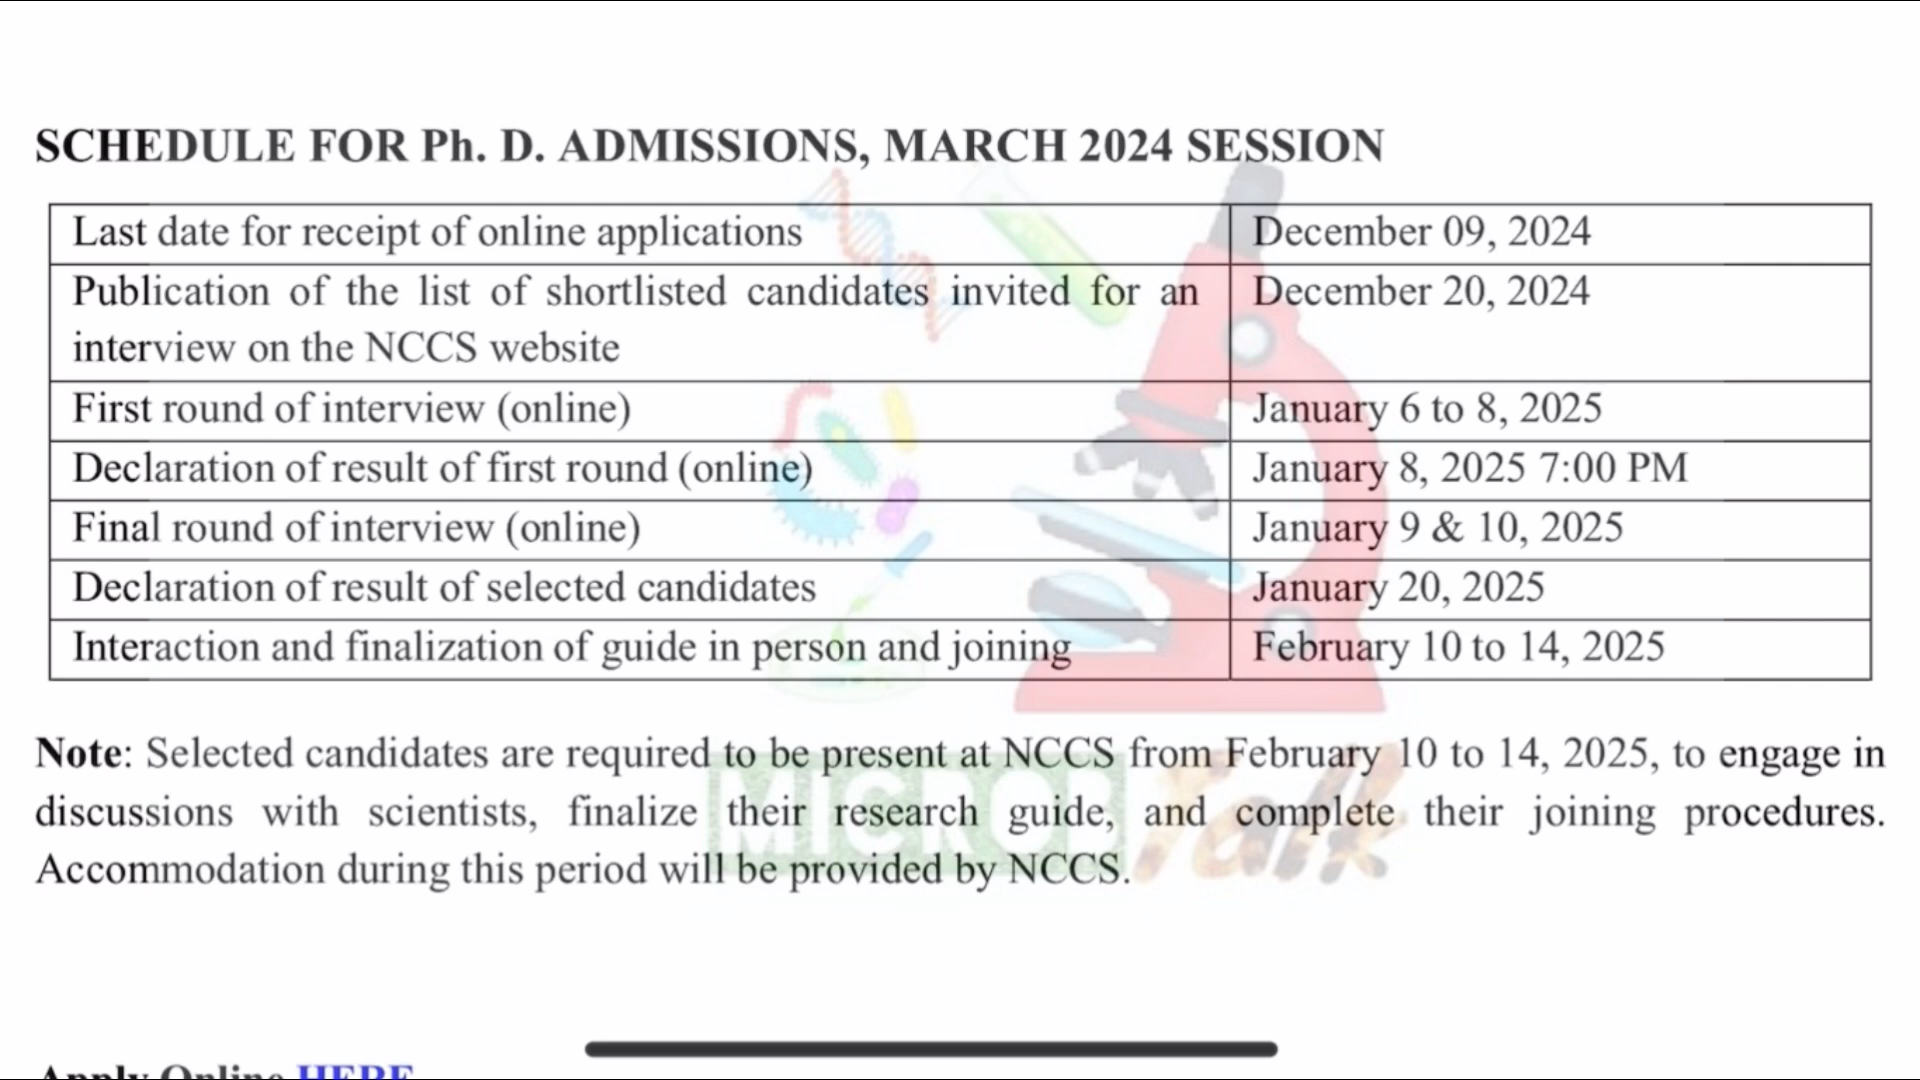 SCHEDULE FOR Ph. D. ADMISSIONS, MARCH 2024 SESSION
Last date for receipt of online applications December 09, 2024
Publication of the list of shortlisted candidates invited for an December 20, 2024
interview on the NCCS website
First round of interview (online) January 6 to 8, 2025
Declaration of result of first round (online) January 8, 2025 7:00 PM
Final round of interview (online) January 9 & 10, 2025
Declaration of result of selected candidates January 20, 2025
Interaction and finalization of guide in person and joining February 10 to 14, 2025
Note: Selected candidates are required to be present at NCCS from February 10 to 14, 2025, to engage in
discussions with scientists, finalize their research guide, and complete their joining procedures.
Accommodation during this period will be provided by NCCS.
MICROB Talk
Apply Online HERE